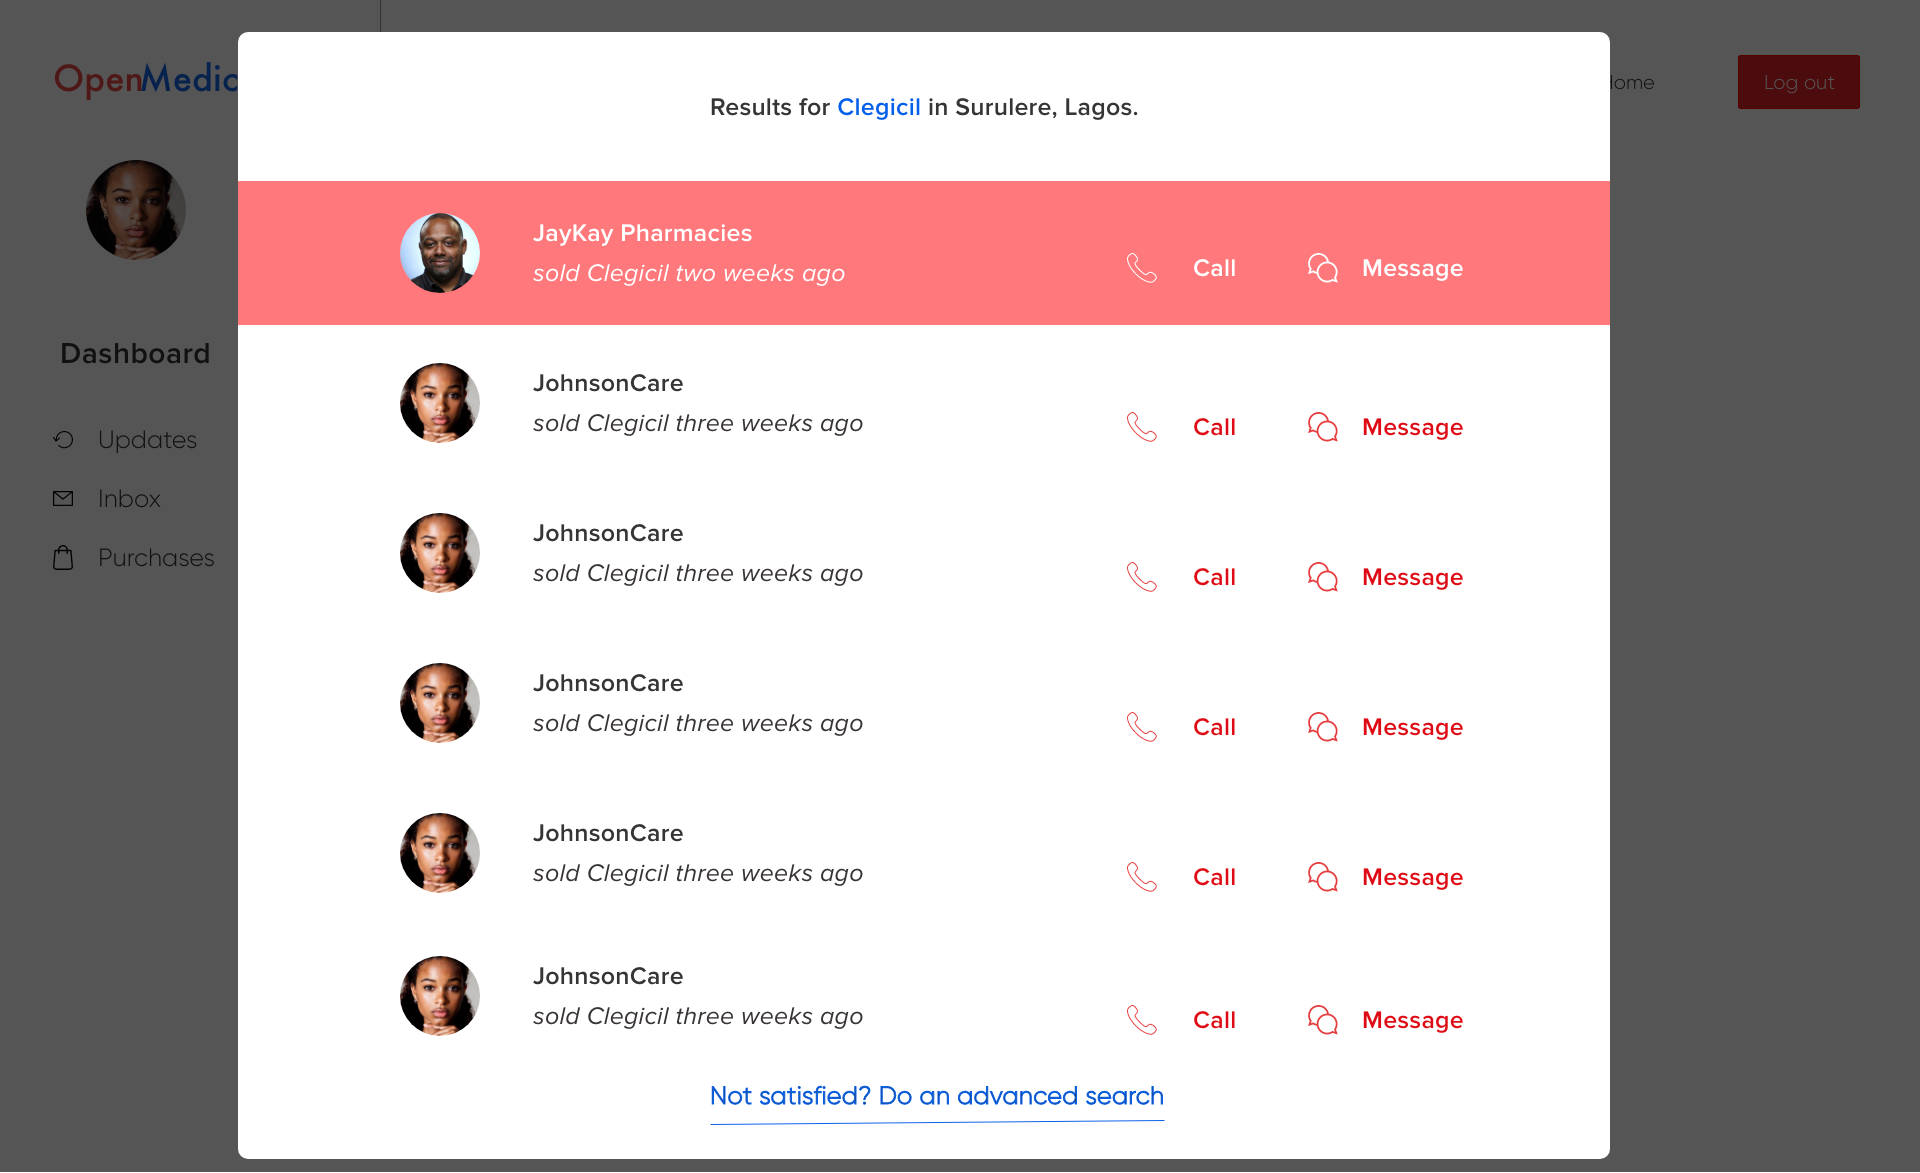 OpenMedic
Home
Log out
Dashboard
Updates
Inbox
Purchases
Results for Clegicil in Surulere, Lagos.
JayKay Pharmacies
sold Clegicil two weeks ago
Call
Message
JohnsonCare
sold Clegicil three weeks ago
Call
Message
JohnsonCare
sold Clegicil three weeks ago
Call
Message
JohnsonCare
sold Clegicil three weeks ago
Call
Message
JohnsonCare
sold Clegicil three weeks ago
Call
Message
JohnsonCare
sold Clegicil three weeks ago
Call
Message
Not satisfied? Do an advanced search